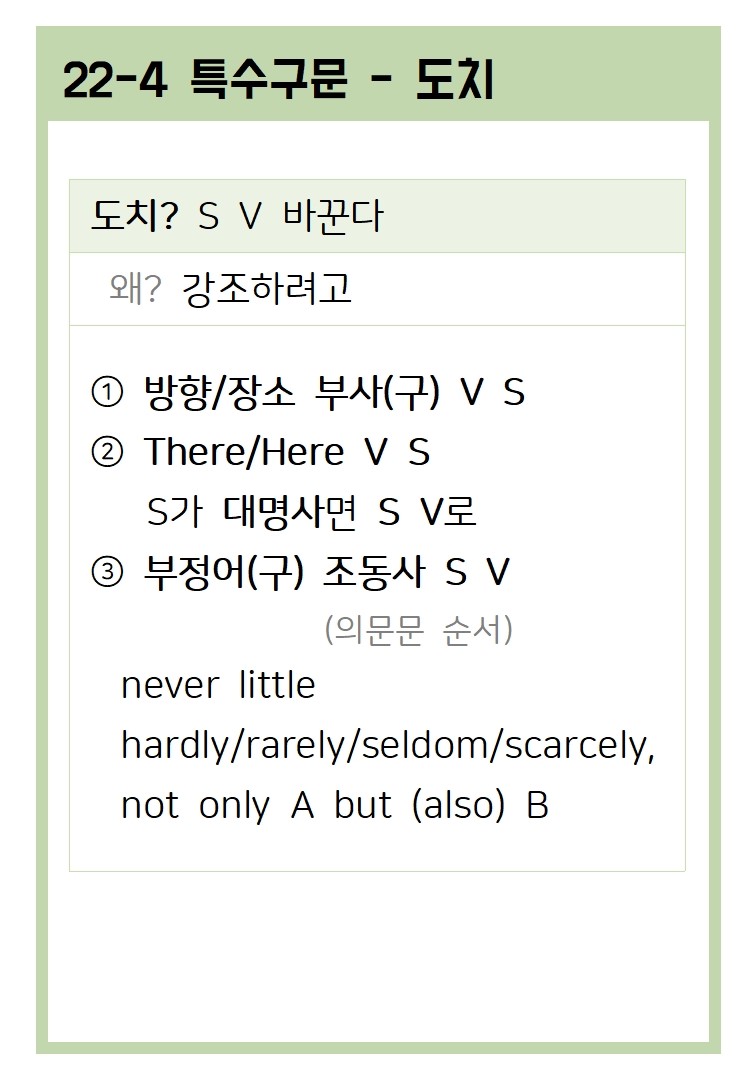 22-4 특수구문 - 도치
도치? S V 바꾼다
왜? 강조하려고
① 방향/장소 부사(구) V S
② There/Here V S
S가 대명사면 S V로
③ 부정어(구) 조동사 S V
(의문문 순서)
never little
hardly/rarely/seldom/scarcely,
not only A but (also) B